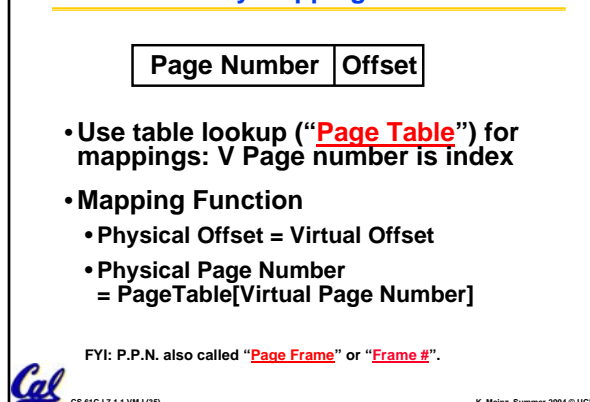 Page Number Offset
• Use table lookup (“Page Table”) for
mappings: V Page number is index
• Mapping Function
• Physical Offset = Virtual Offset
• Physical Page Number
= PageTable[Virtual Page Number]
FYI: P.P.N. also called “Page Frame” or “Frame #”.
Cal